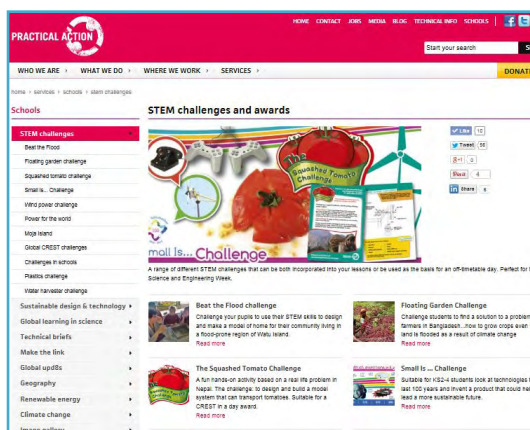 HOME CONTACT JOBS MEDIA BLOG TECHNICAL INFO SCHOOLS
PRACTICAL ACTION
Start your search
WHO WE ARE WHAT WE DO WHERE WE WORK SERVICES
DONATE
home > services > schools > stem challenges
Schools
STEM challenges
Beat the Flood
Floating garden challenge
Squashed tomato challenge
Small is... Challenge
Wind power challenge
Power for the world
Moja Island
Global CREST challenges
Challenges in schools
Plastics challenge
Water harvester challenge
Sustainable design & technology
Global learning in science
Technical briefs
Make the link
Global upd8s
Geography
Renewable energy
Climate change
STEM challenges and awards
The
Squashed Tomato
Challenge
mall Is... Challenge
Like 10
Tweet 56
+1 0
Pin it 4
in Share 6
A range of different STEM challenges that can be both incorporated into your lessons or be used as the basis for an off-timetable day. Perfect for
Science and Engineering Week.
Beat the Flood challenge
Challenge your pupils to use their STEM skills to design
and make a model of home for their community living in
a flood-prone region of Watu Island.
Read more
Floating Garden Challenge
Challenge students to find a solution to a problem
farmers in Bangladesh...how to grow crops even
land is flooded as a result of climate change
Read more
The Squashed Tomato Challenge
A fun hands-on activity based on a real life problem in
Nepal. The challenge: to design and build a model
system that can transport tomatoes. Suitable for a
CREST in a day award.
Read more
Small Is ... Challenge
Suitable for KS2-4 students look at technologies
last 100 years and invent a product that could
lead a more sustainable future.
Read more